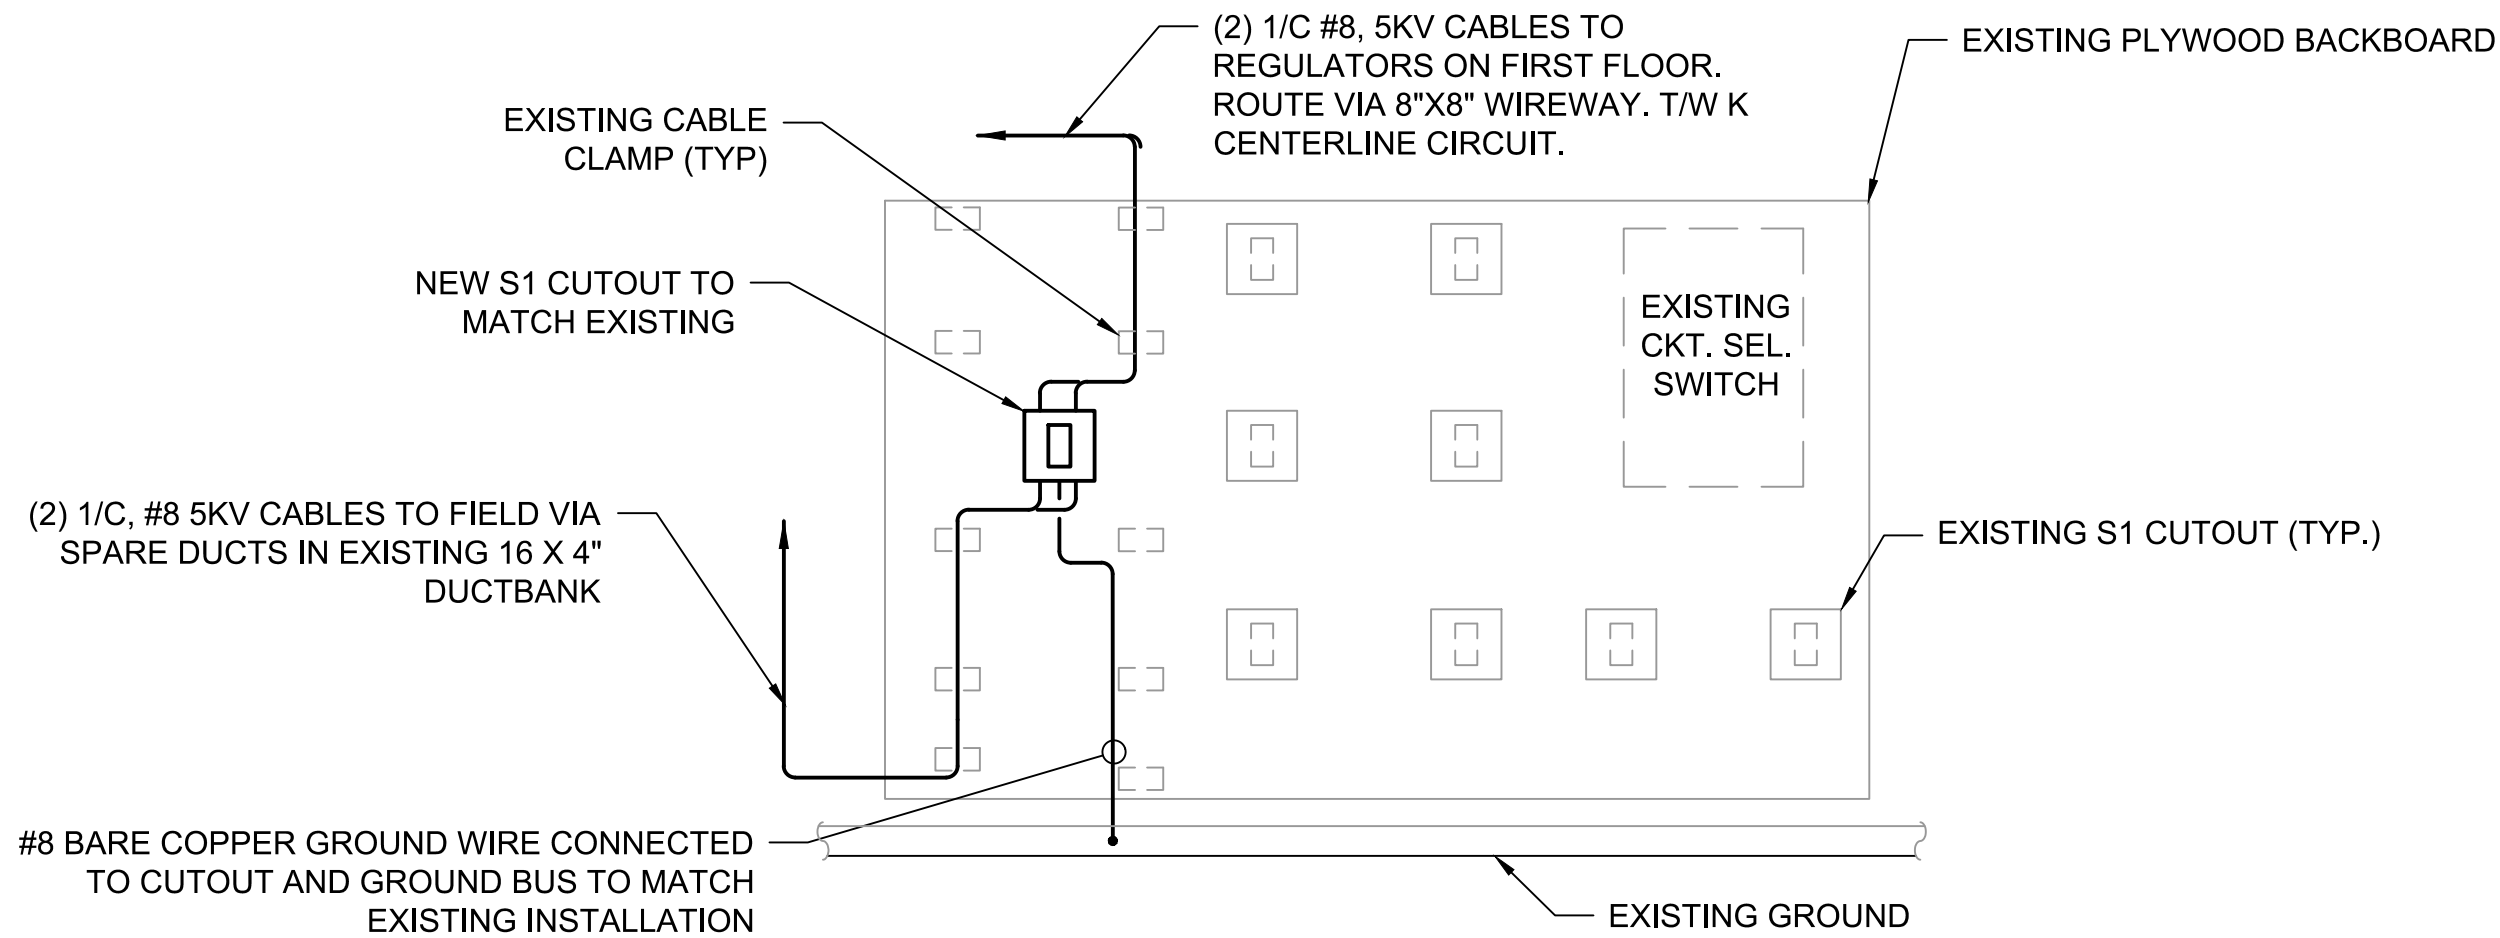 (2) 1/C #8, 5KV CABLES TO
REGULATORS ON FIRST FLOOR.
ROUTE VIA 8"X8" WIREWAY. T/W K
CENTERLINE CIRCUIT.
EXISTING PLYWOOD BACKBOARD
EXISTING CABLE
CLAMP (TYP)
NEW S1 CUTOUT TO
MATCH EXISTING
EXISTING
CKT. SEL.
SWITCH
(2) 1/C, #8 5KV CABLES TO FIELD VIA
SPARE DUCTS IN EXISTING 16 X 4"
DUCTBANK
EXISTING S1 CUTOUT (TYP.)
#8 BARE COPPER GROUND WIRE CONNECTED
TO CUTOUT AND GROUND BUS TO MATCH
EXISTING INSTALLATION
EXISTING GROUND